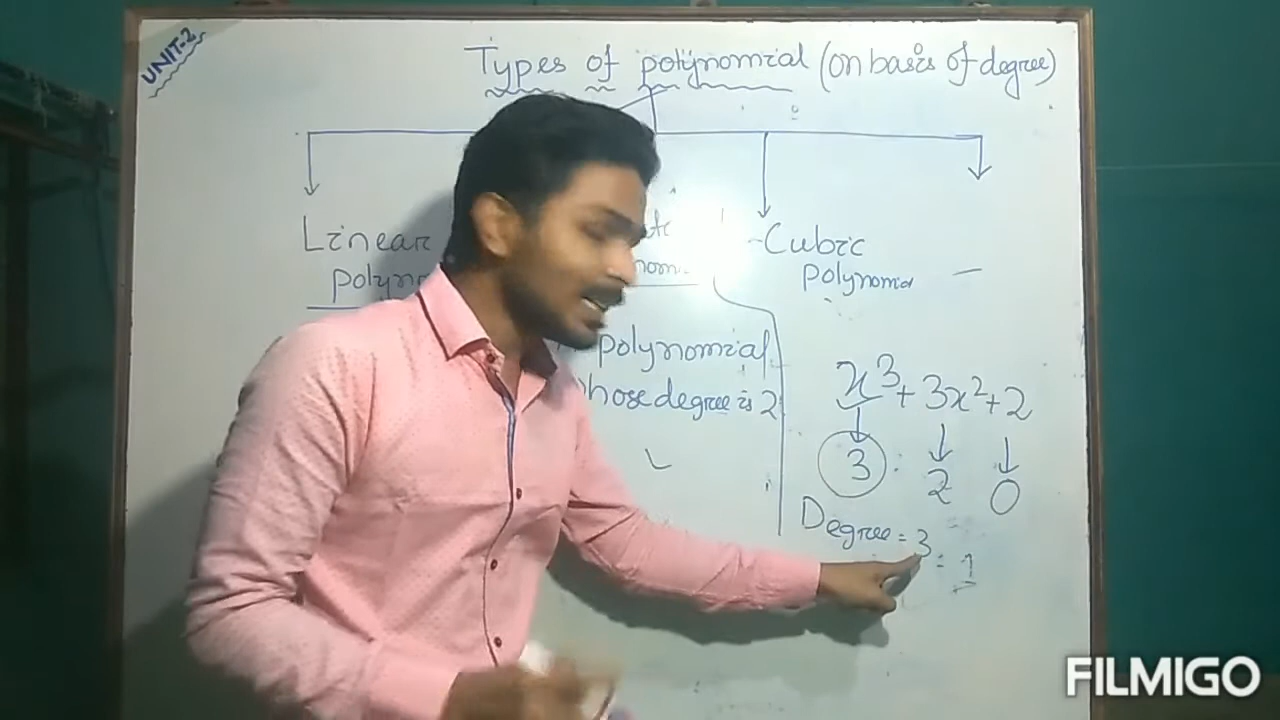 UNIT-2
Types of polynomial (on basis of degree)
Linear
Cubic
polynomial
polynomial
whose degree is 2
x³ + 3x² + 2
3 2 0
Degree = 3
= 1
FILMIGO